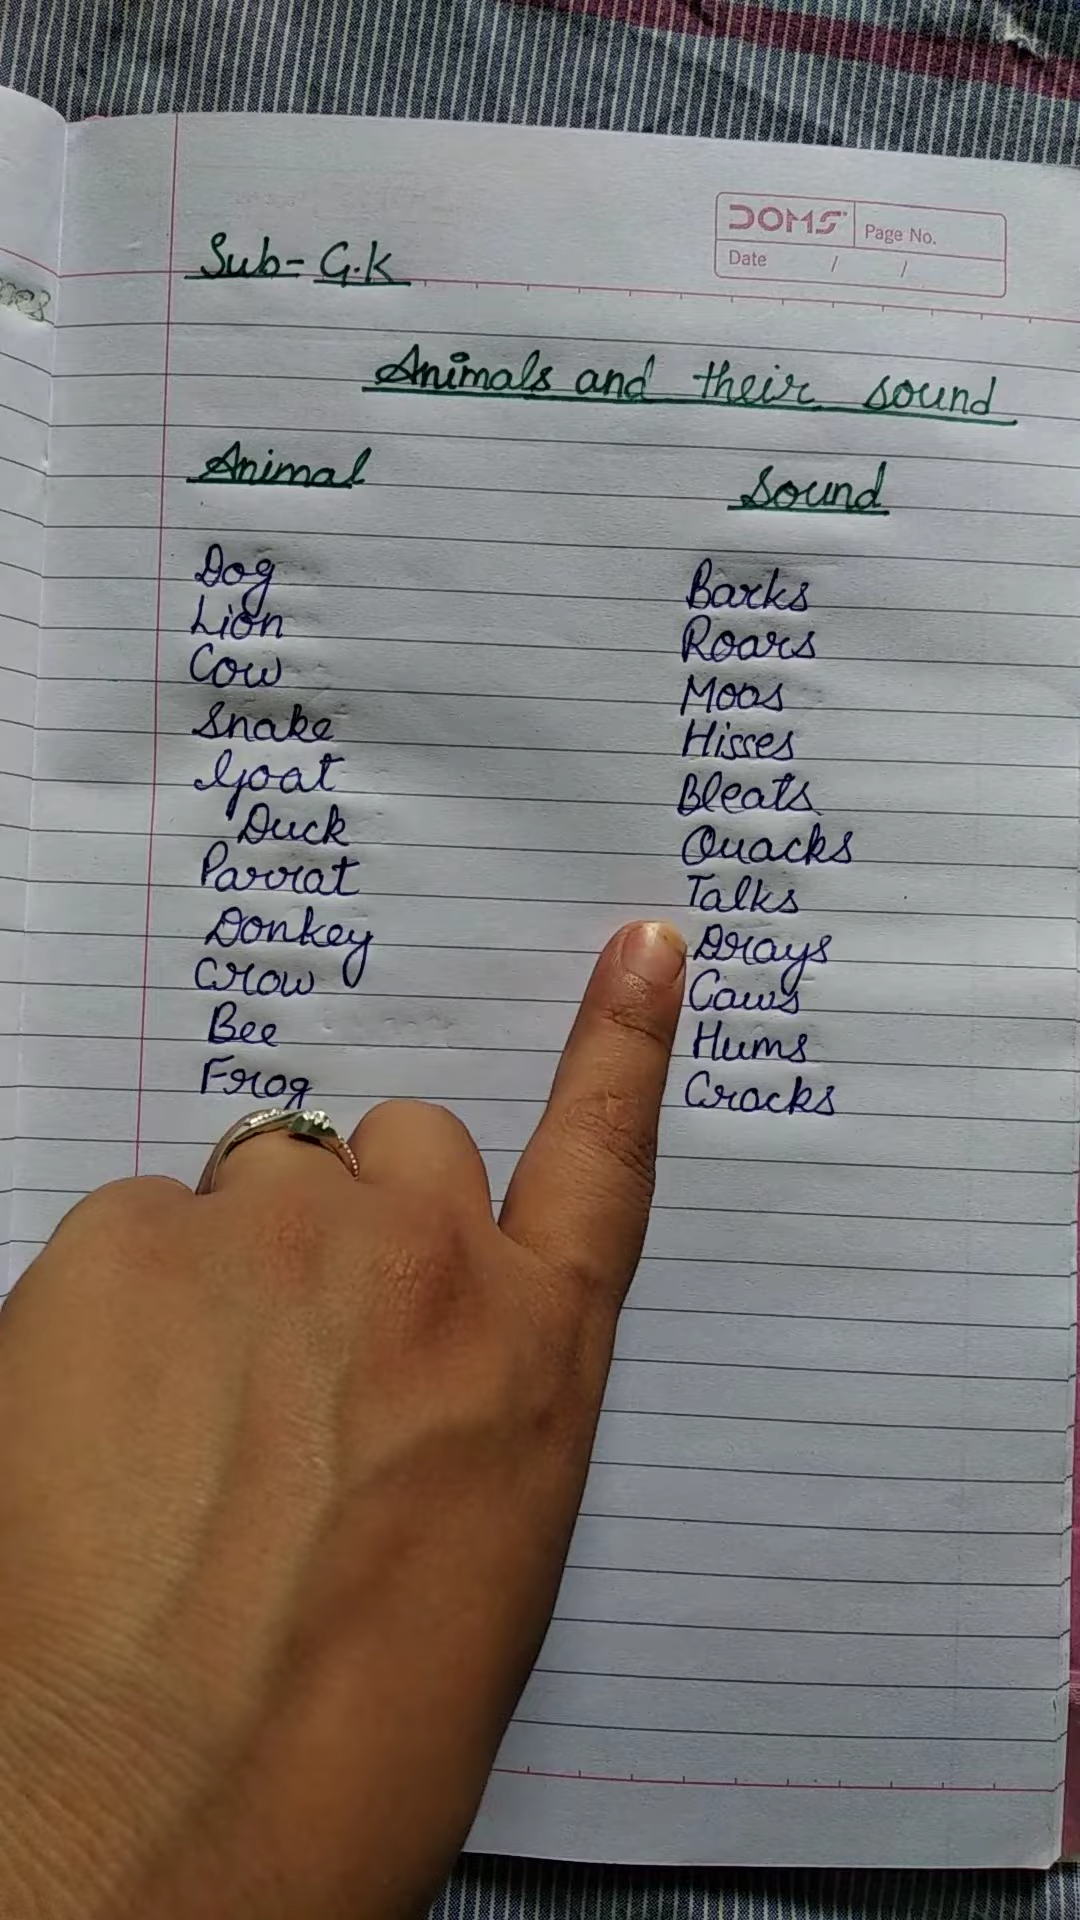 DOMS Page No.
Date / /
Sub- G.K
Animals and their sound
Animal Sound
Dog Barks
Lion Roars
Cow Moos
Snake Hisses
Goat Bleats
Duck Quacks
Parrat Talks
Donkey Brays
Crow Caws
Bee Hums
Frog Cracks